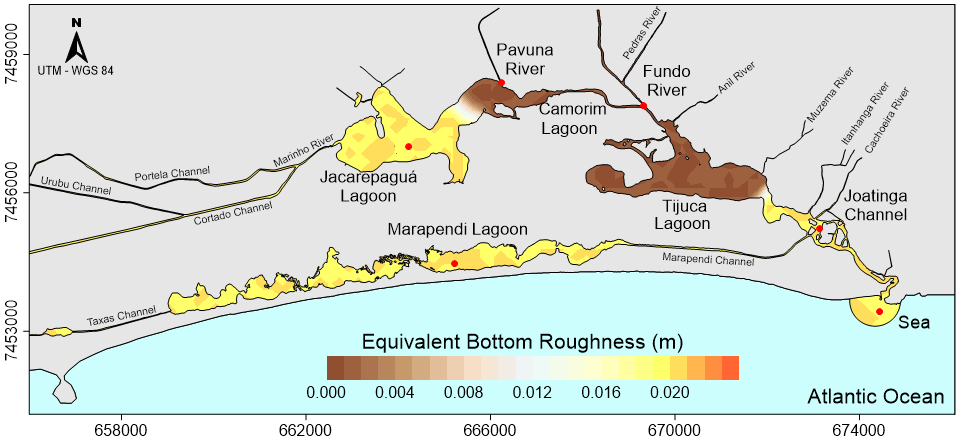 N
UTM - WGS 84
7459000
7456000
7453000
Pavuna
River
Pedras River
Fundo
River
Anil River
Camorim
Lagoon
Muzema River
Itanhanga River
Cachoeira River
Marinho River
Portela Channel
Urubu Channel
Cortado Channel
Jacarepaguá
Lagoon
Tijuca
Lagoon
Joatinga
Channel
Marapendi Lagoon
Marapendi Channel
Taxas Channel
Sea
Equivalent Bottom Roughness (m)
0.000 0.004 0.008 0.012 0.016 0.020
Atlantic Ocean
658000 662000 666000 670000 674000